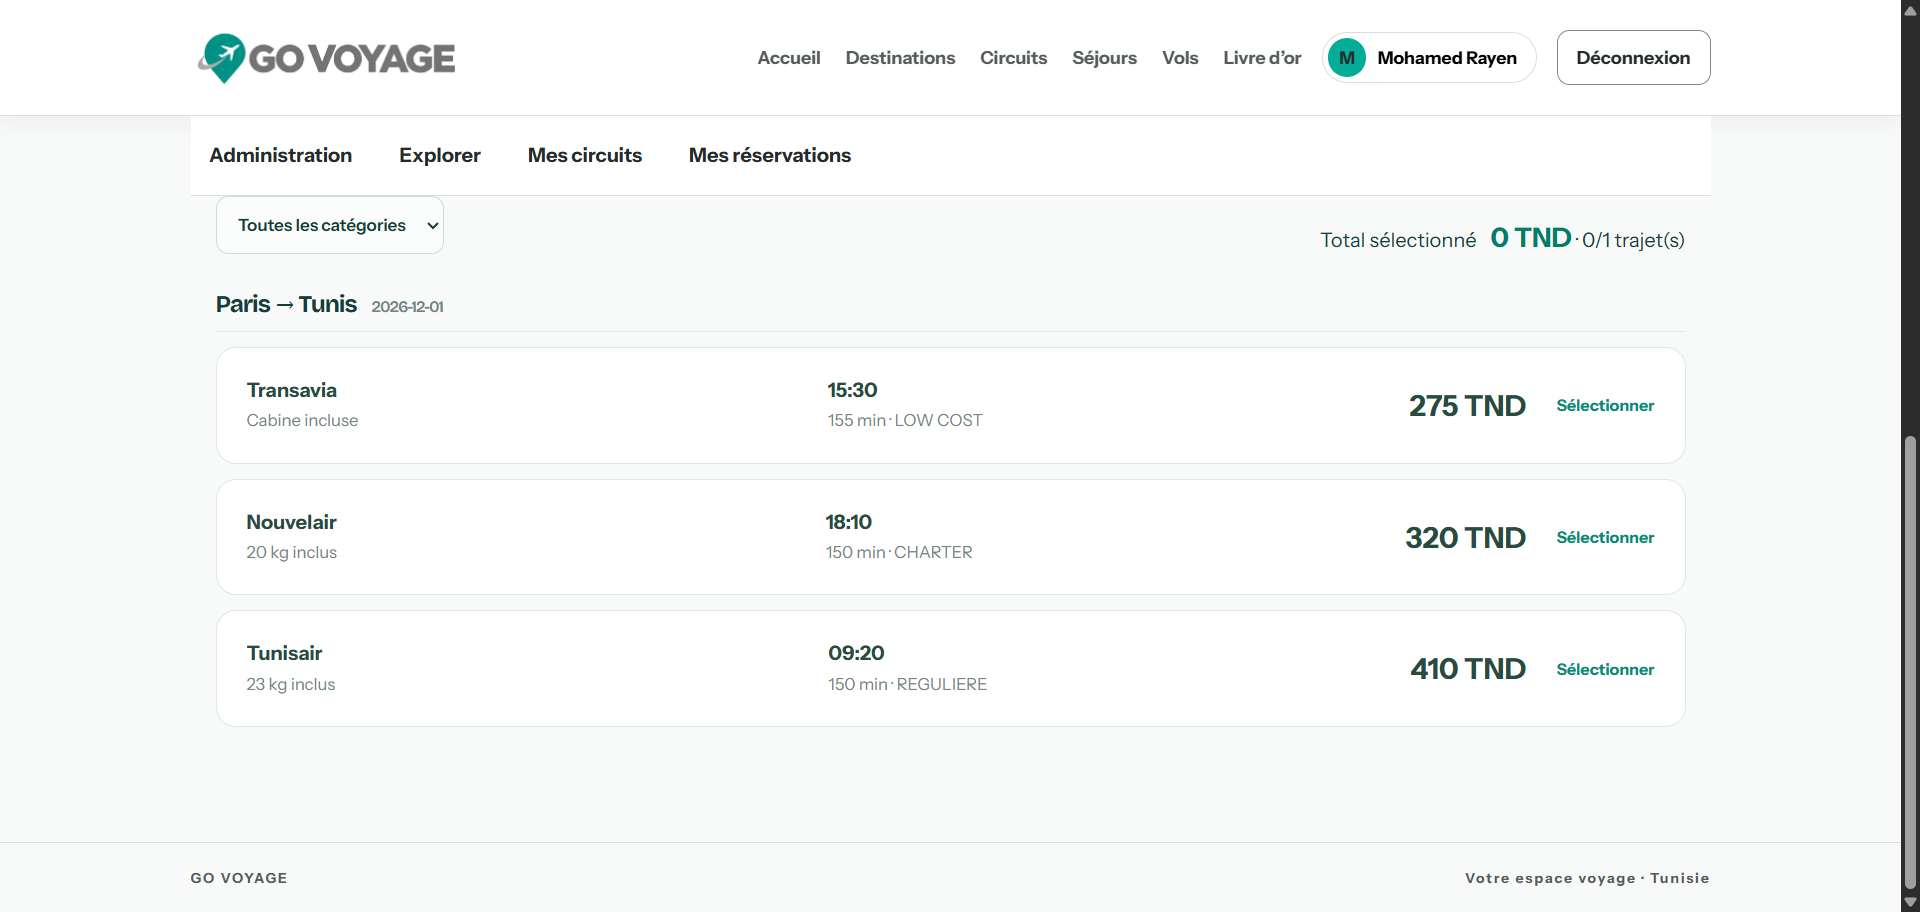 GO VOYAGE
Accueil Destinations Circuits Séjours Vols Livre d’or M Mohamed Rayen Déconnexion
Administration Explorer Mes circuits Mes réservations
Toutes les catégories
Total sélectionné 0 TND · 0/1 trajet(s)
Paris → Tunis 2026-12-01
Transavia 15:30
Cabine incluse 155 min · LOW COST
275 TND Sélectionner
Nouvelair 18:10
20 kg inclus 150 min · CHARTER
320 TND Sélectionner
Tunisair 09:20
23 kg inclus 150 min · REGULIERE
410 TND Sélectionner
GO VOYAGE Votre espace voyage · Tunisie